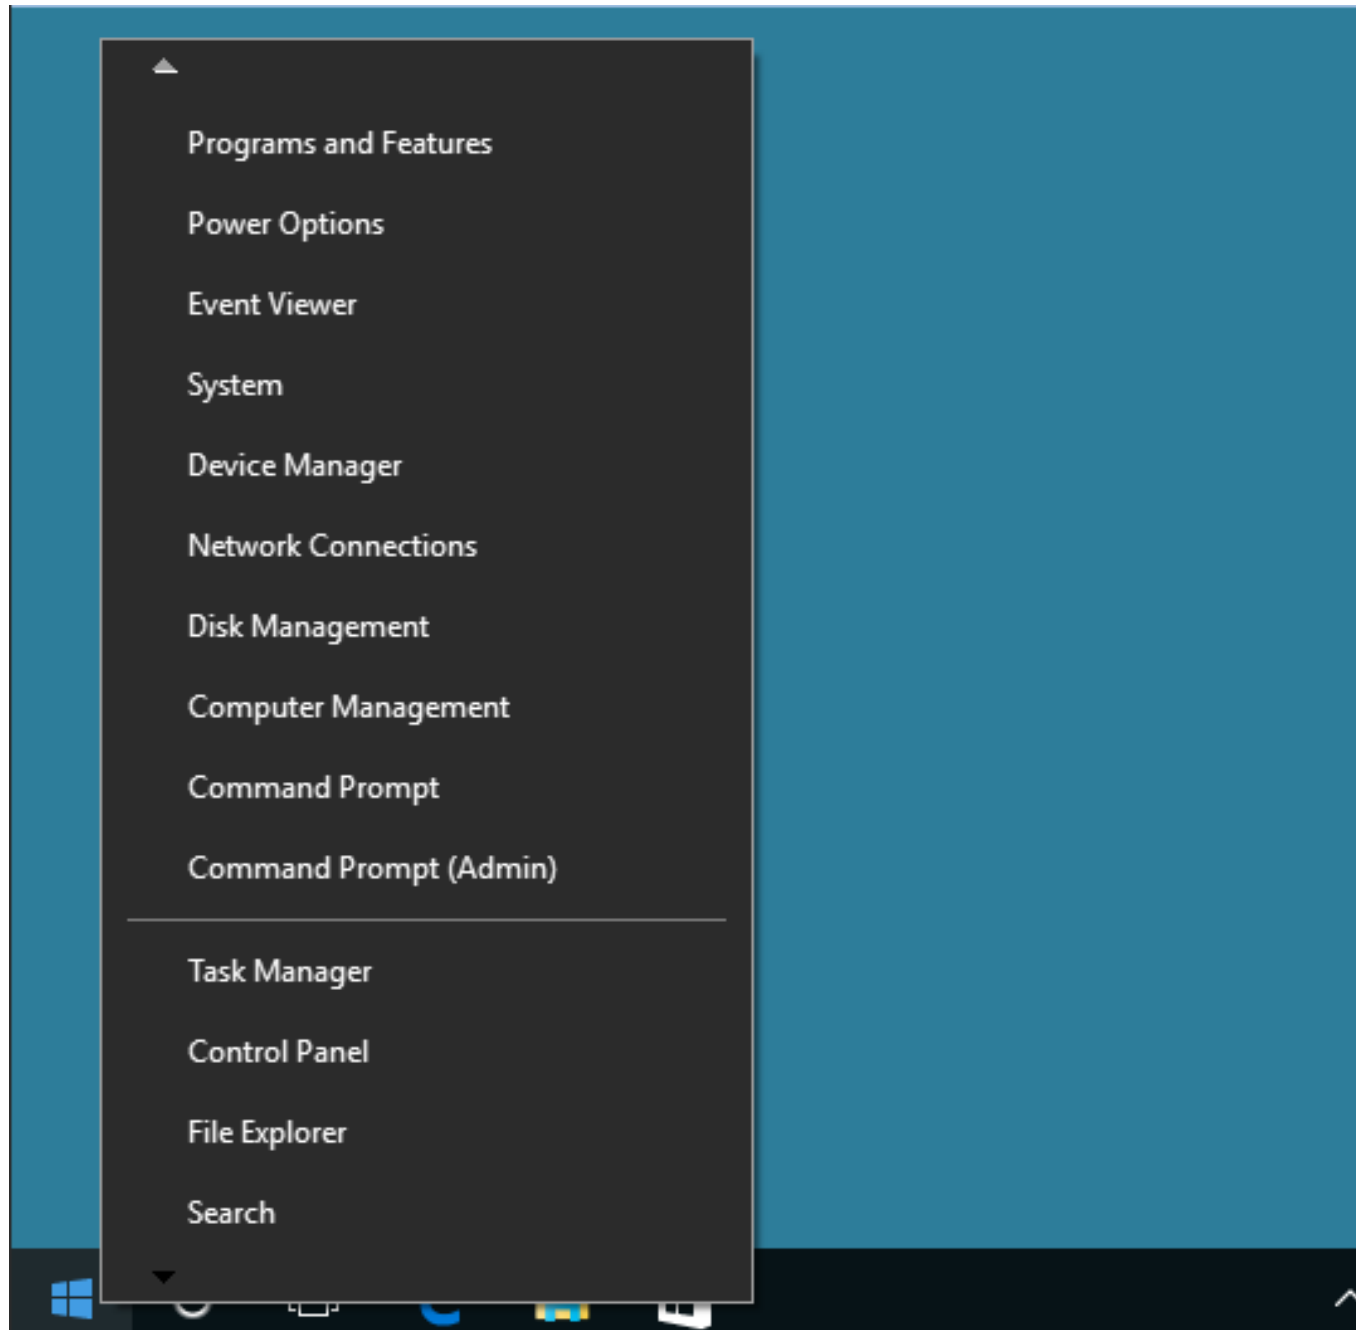 Programs and Features
Power Options
Event Viewer
System
Device Manager
Network Connections
Disk Management
Computer Management
Command Prompt
Command Prompt (Admin)
Task Manager
Control Panel
File Explorer
Search